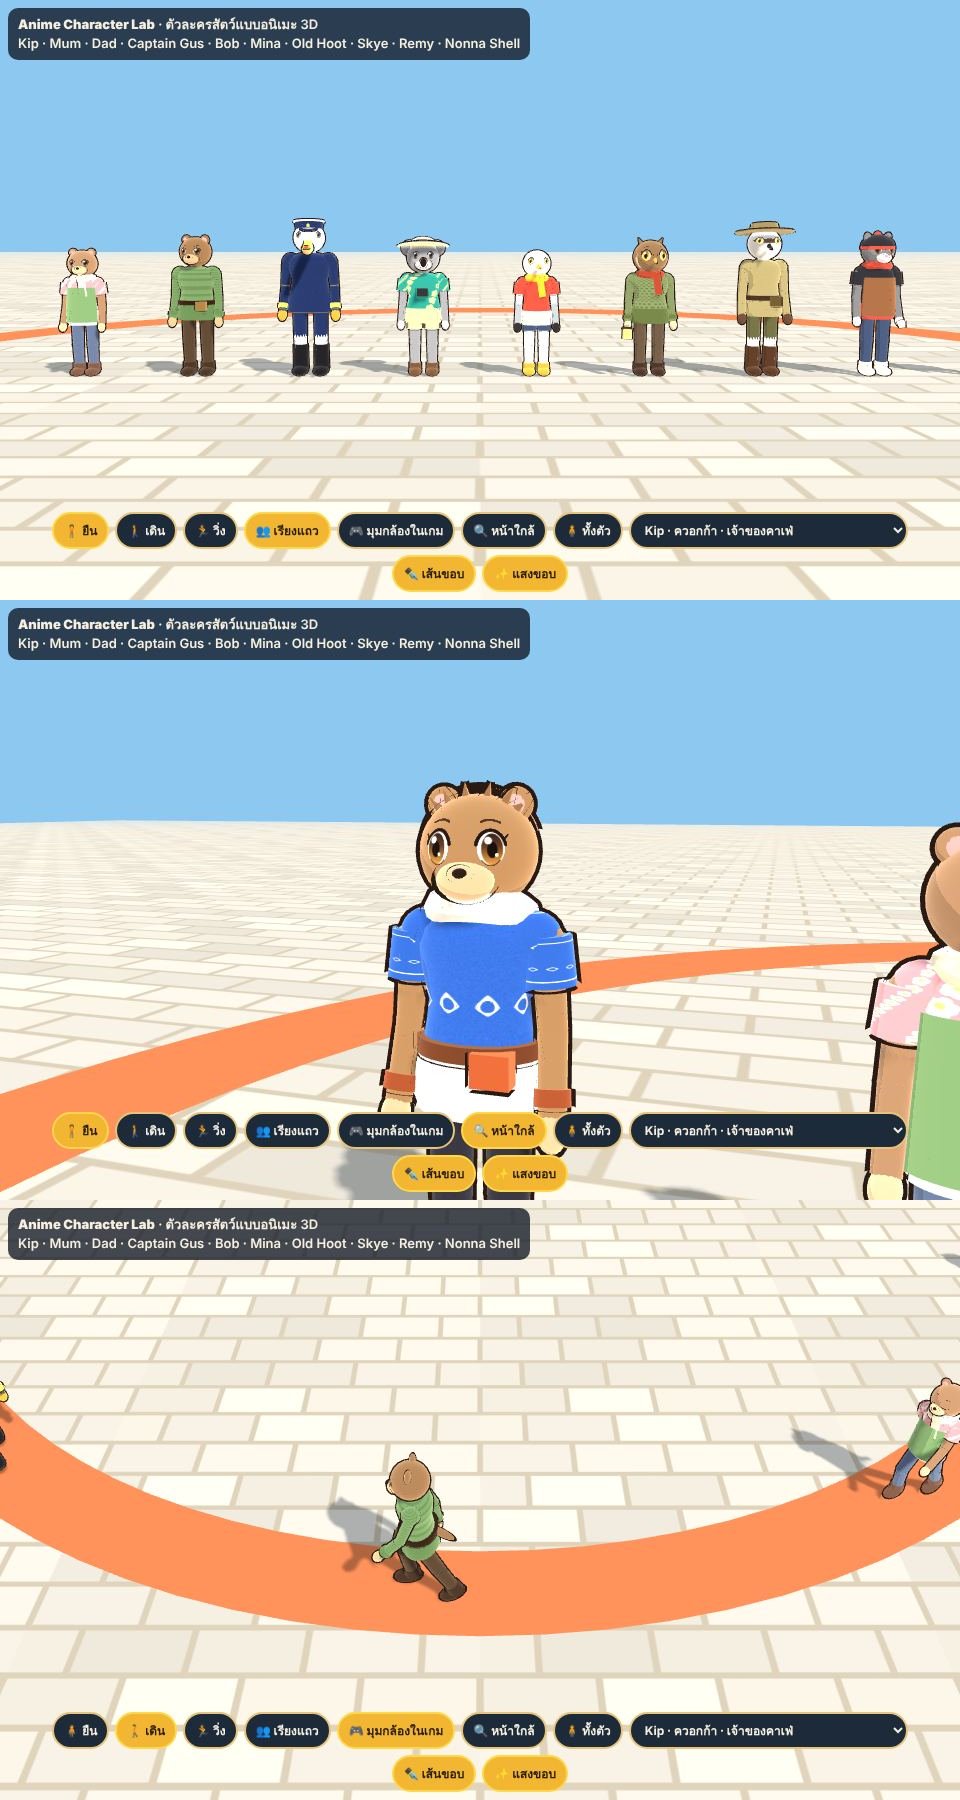 Anime Character Lab · ตัวละครสัตว์แบบอนิเมะ 3D
Kip · Mum · Dad · Captain Gus · Bob · Mina · Old Hoot · Skye · Remy · Nonna Shell
ยืน เดิน วิ่ง เรียงแถว มุมกล้องในเกม หน้าใกล้ ทั้งตัว Kip · ควอกก้า · เจ้าของคาเฟ่
เส้นขอบ แสงขอบ
Anime Character Lab · ตัวละครสัตว์แบบอนิเมะ 3D
Kip · Mum · Dad · Captain Gus · Bob · Mina · Old Hoot · Skye · Remy · Nonna Shell
ยืน เดิน วิ่ง เรียงแถว มุมกล้องในเกม หน้าใกล้ ทั้งตัว Kip · ควอกก้า · เจ้าของคาเฟ่
เส้นขอบ แสงขอบ
Anime Character Lab · ตัวละครสัตว์แบบอนิเมะ 3D
Kip · Mum · Dad · Captain Gus · Bob · Mina · Old Hoot · Skye · Remy · Nonna Shell
ยืน เดิน วิ่ง เรียงแถว มุมกล้องในเกม หน้าใกล้ ทั้งตัว Kip · ควอกก้า · เจ้าของคาเฟ่
เส้นขอบ แสงขอบ